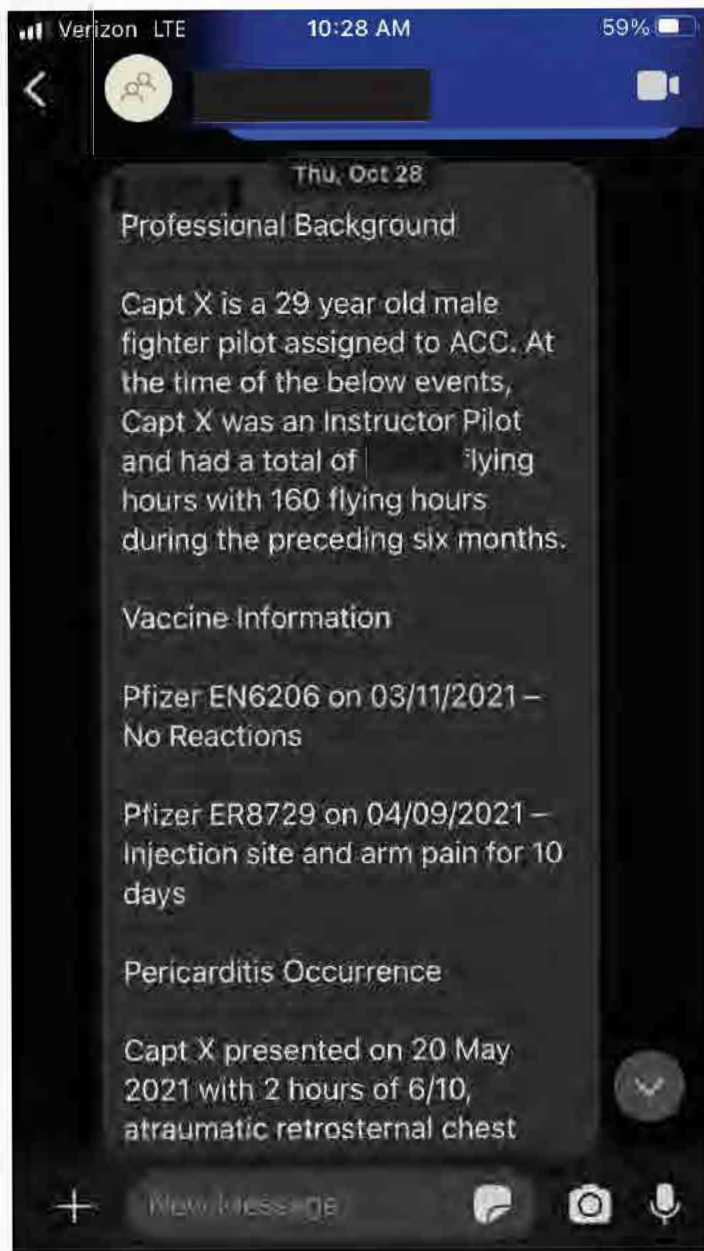 Verizon LTE 10:28 AM 59%
Thu, Oct 28
Professional Background
Capt X is a 29 year old male
fighter pilot assigned to ACC. At
the time of the below events,
Capt X was an Instructor Pilot
and had a total of flying
hours with 160 flying hours
during the preceding six months.
Vaccine Information
Pfizer EN6206 on 03/11/2021 –
No Reactions
Pfizer ER8729 on 04/09/2021 –
Injection site and arm pain for 10
days
Pericarditis Occurrence
Capt X presented on 20 May
2021 with 2 hours of 6/10,
atraumatic retrosternal chest
New Message